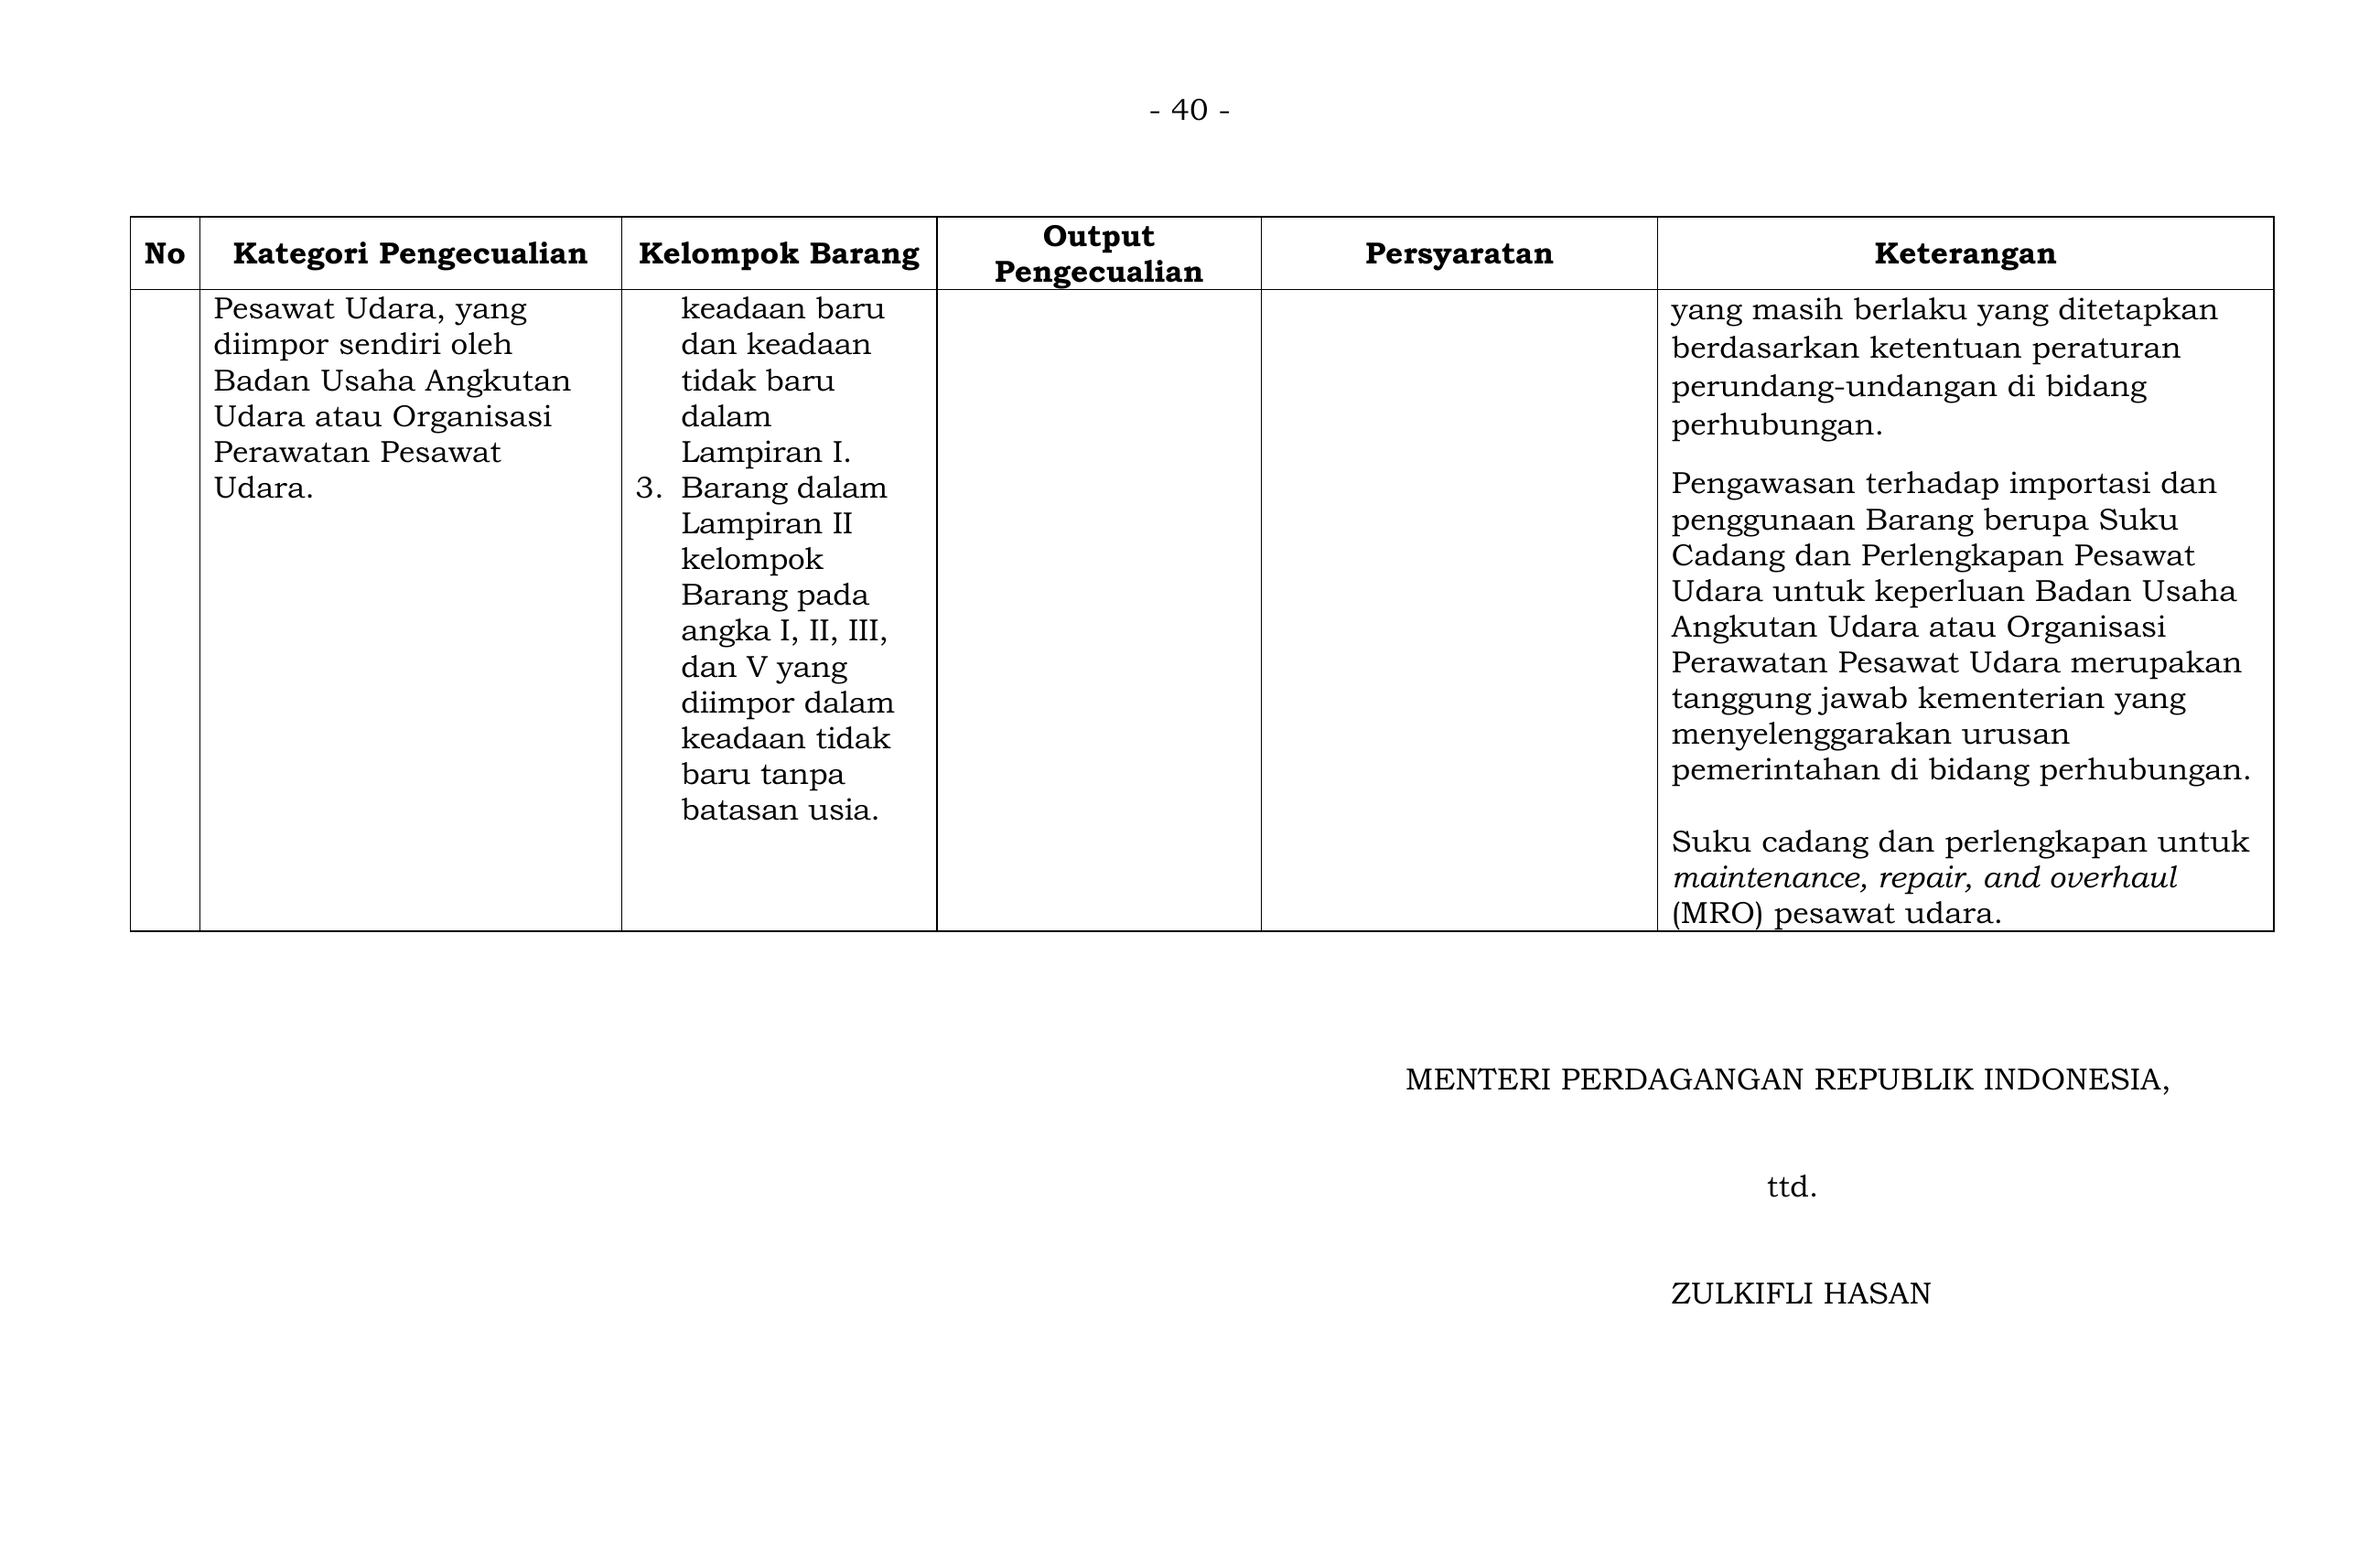 - 40 -
No
Kategori Pengecualian
Kelompok Barang
Output
Pengecualian
Persyaratan
Keterangan
Pesawat Udara, yang
diimpor sendiri oleh
Badan Usaha Angkutan
Udara atau Organisasi
Perawatan Pesawat
Udara.
keadaan baru
dan keadaan
tidak baru
dalam
Lampiran I.
3. Barang dalam
Lampiran II
kelompok
Barang pada
angka I, II, III,
dan V yang
diimpor dalam
keadaan tidak
baru tanpa
batasan usia.
yang masih berlaku yang ditetapkan
berdasarkan ketentuan peraturan
perundang-undangan di bidang
perhubungan.
Pengawasan terhadap importasi dan
penggunaan Barang berupa Suku
Cadang dan Perlengkapan Pesawat
Udara untuk keperluan Badan Usaha
Angkutan Udara atau Organisasi
Perawatan Pesawat Udara merupakan
tanggung jawab kementerian yang
menyelenggarakan urusan
pemerintahan di bidang perhubungan.
Suku cadang dan perlengkapan untuk
maintenance, repair, and overhaul
(MRO) pesawat udara.
MENTERI PERDAGANGAN REPUBLIK INDONESIA,
ttd.
ZULKIFLI HASAN